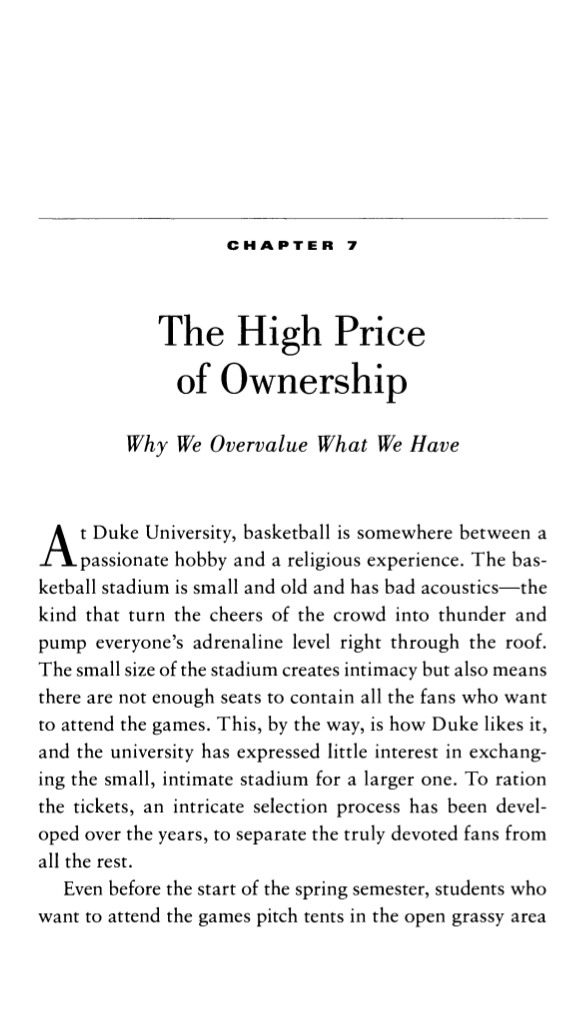 CHAPTER 7
The High Price
of Ownership
Why We Overvalue What We Have
At Duke University, basketball is somewhere between a
passionate hobby and a religious experience. The bas-
ketball stadium is small and old and has bad acoustics—the
kind that turn the cheers of the crowd into thunder and
pump everyone's adrenaline level right through the roof.
The small size of the stadium creates intimacy but also means
there are not enough seats to contain all the fans who want
to attend the games. This, by the way, is how Duke likes it,
and the university has expressed little interest in exchang-
ing the small, intimate stadium for a larger one. To ration
the tickets, an intricate selection process has been devel-
oped over the years, to separate the truly devoted fans from
all the rest.
Even before the start of the spring semester, students who
want to attend the games pitch tents in the open grassy area